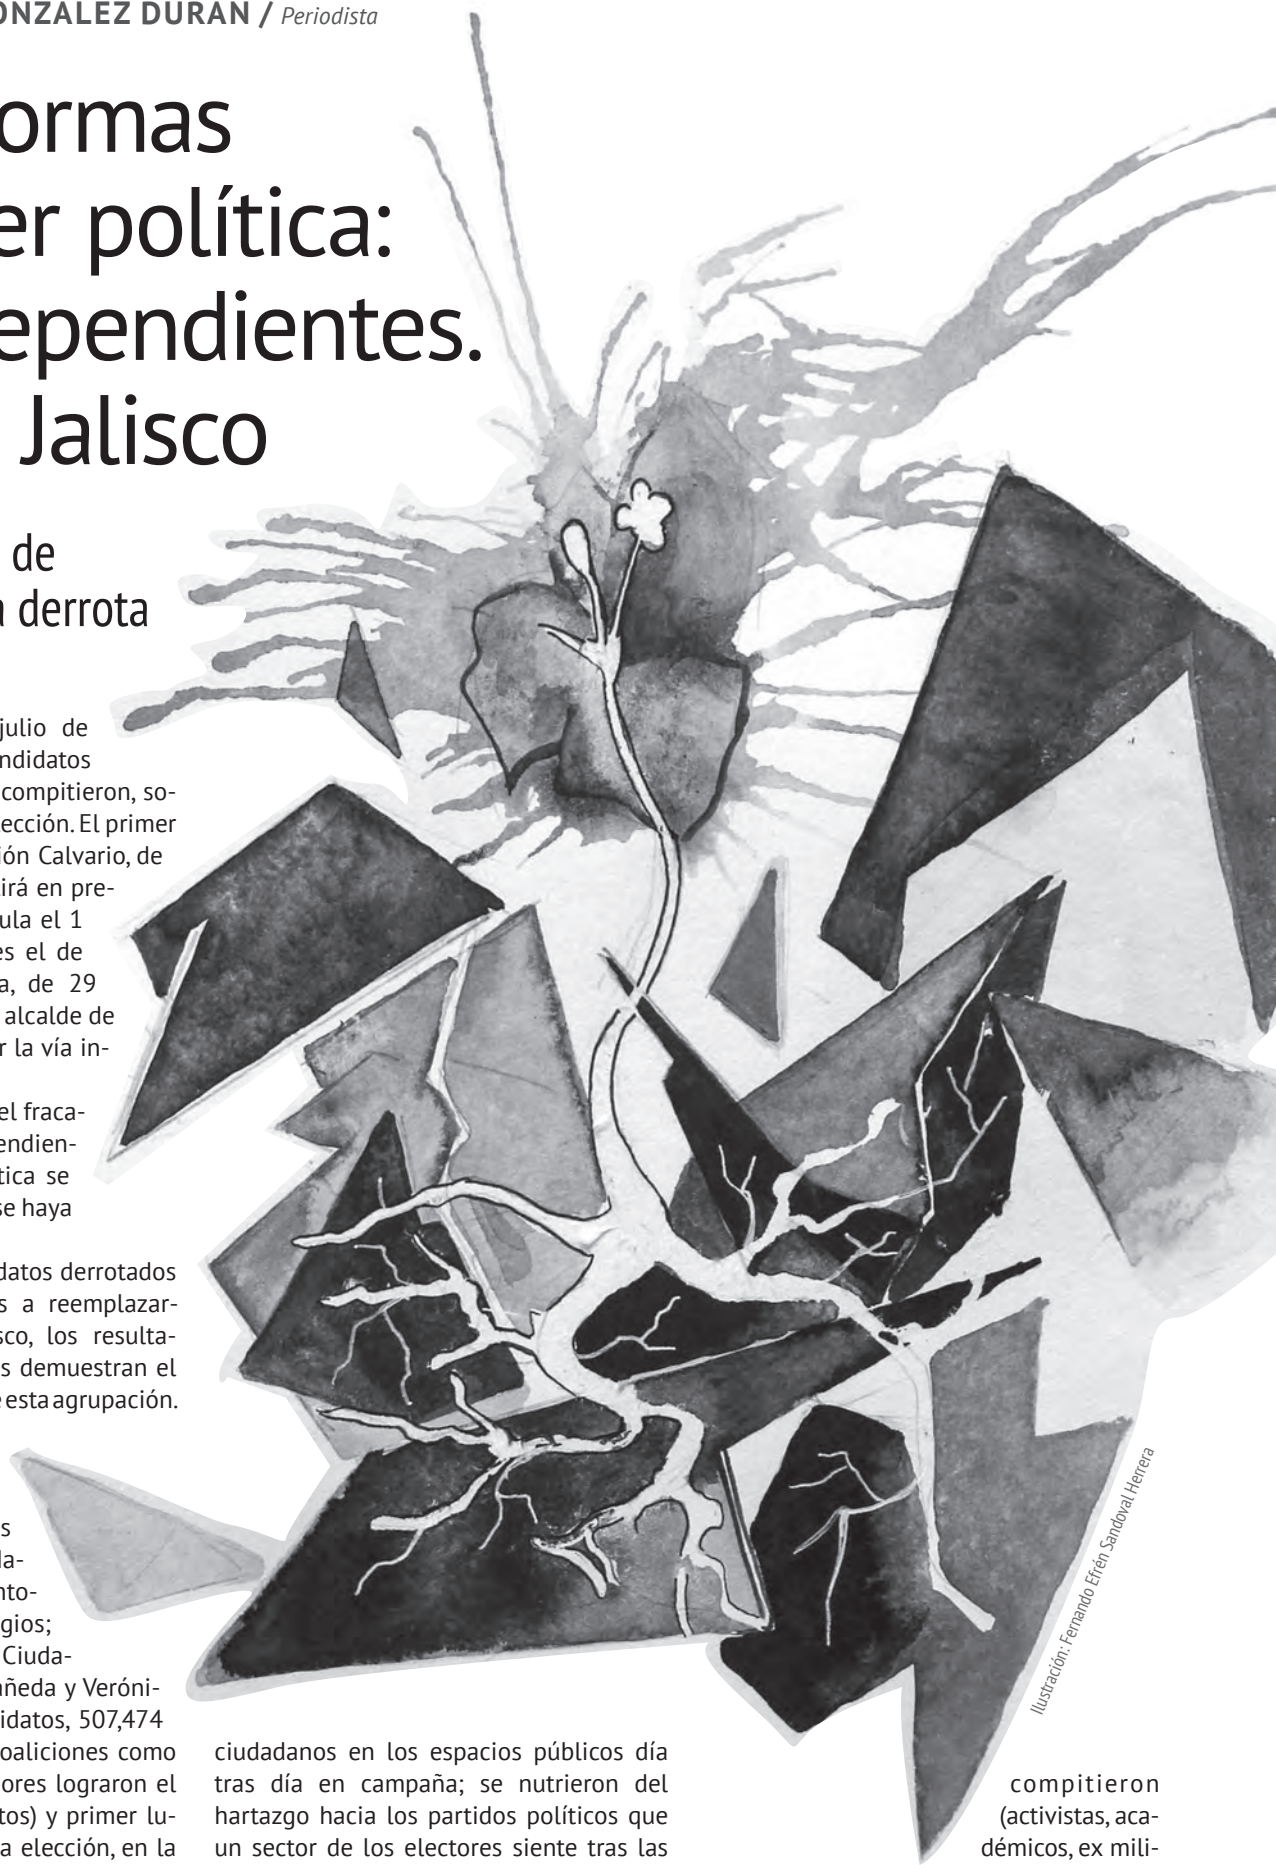 ONZÁLEZ DURÁN / Periodista
ormas
er política:
ependientes.
Jalisco
de
a derrota
julio de
ndidatos
compitieron, so-
ección. El primer
ión Calvario, de
irá en pre-
ula el 1
es el de
a, de 29
alcalde de
r la vía in-
el fraca-
endien-
tica se
se haya
datos derrotados
s a reemplazar-
sco, los resulta-
s demuestran el
e esta agrupación.
s
da-
nto-
gios;
Ciuda-
añeda y Veróni-
idatos, 507,474
oaliciones como
ores lograron el
tos) y primer lu-
a elección, en la
ciudadanos en los espacios públicos día
tras día en campaña; se nutrieron del
hartazgo hacia los partidos políticos que
un sector de los electores siente tras las
compitieron
(activistas, aca-
démicos, ex mili-
Ilustración: Fernando Efrén Sandoval Herrera